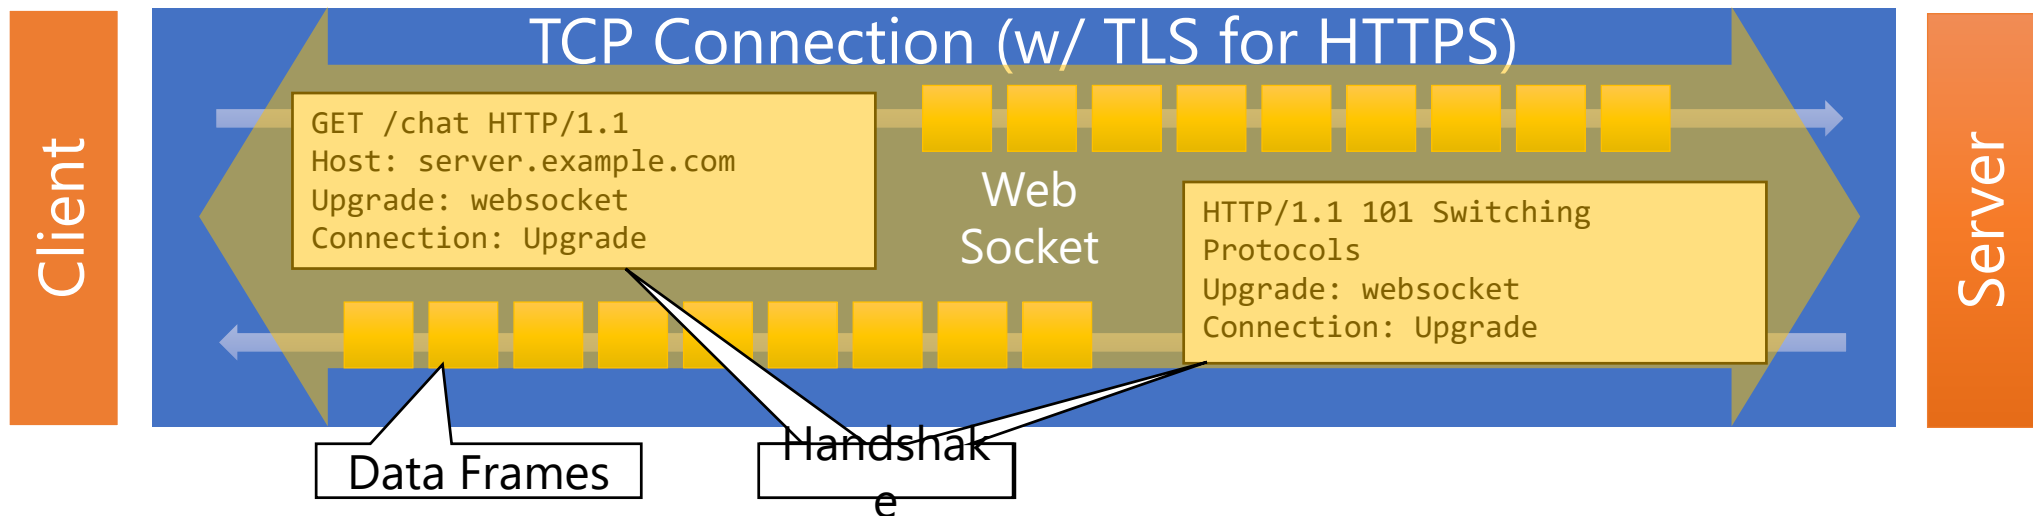 TCP Connection (w/ TLS for HTTPS)
Client
GET /chat HTTP/1.1
Host: server.example.com
Upgrade: websocket
Connection: Upgrade
Web
Socket
HTTP/1.1 101 Switching
Protocols
Upgrade: websocket
Connection: Upgrade
Server
Data Frames
Handshak
e